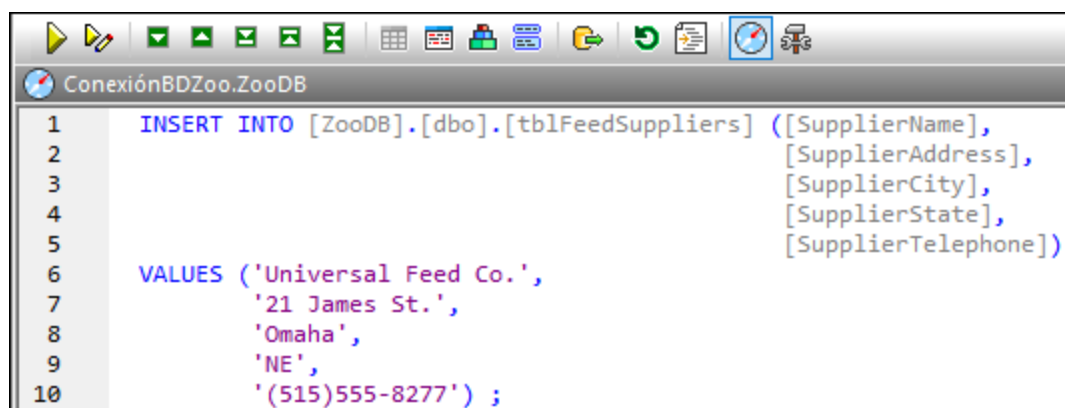 ConexiónBDZoo.ZooDB
1 INSERT INTO [ZooDB].[dbo].[tblFeedSuppliers] ([SupplierName],
2 [SupplierAddress],
3 [SupplierCity],
4 [SupplierState],
5 [SupplierTelephone])
6 VALUES ('Universal Feed Co.',
7 '21 James St.',
8 'Omaha',
9 'NE',
10 '(515)555-8277') ;